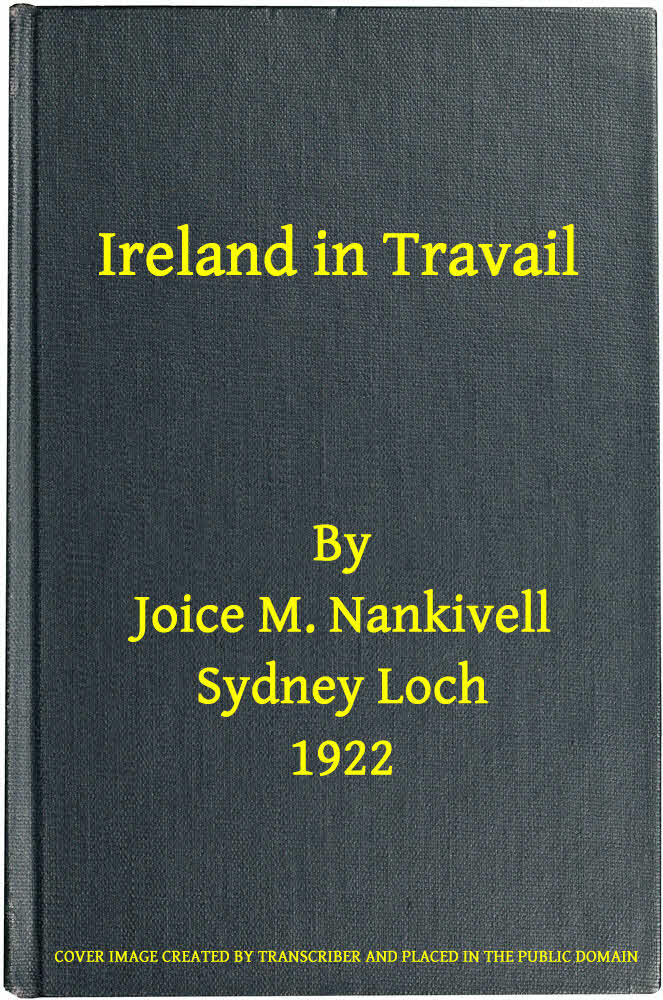 Ireland in Travail
By
Joice M. Nankivell
Sydney Loch
1922
COVER IMAGE CREATED BY TRANSCRIBER AND PLACED IN THE PUBLIC DOMAIN